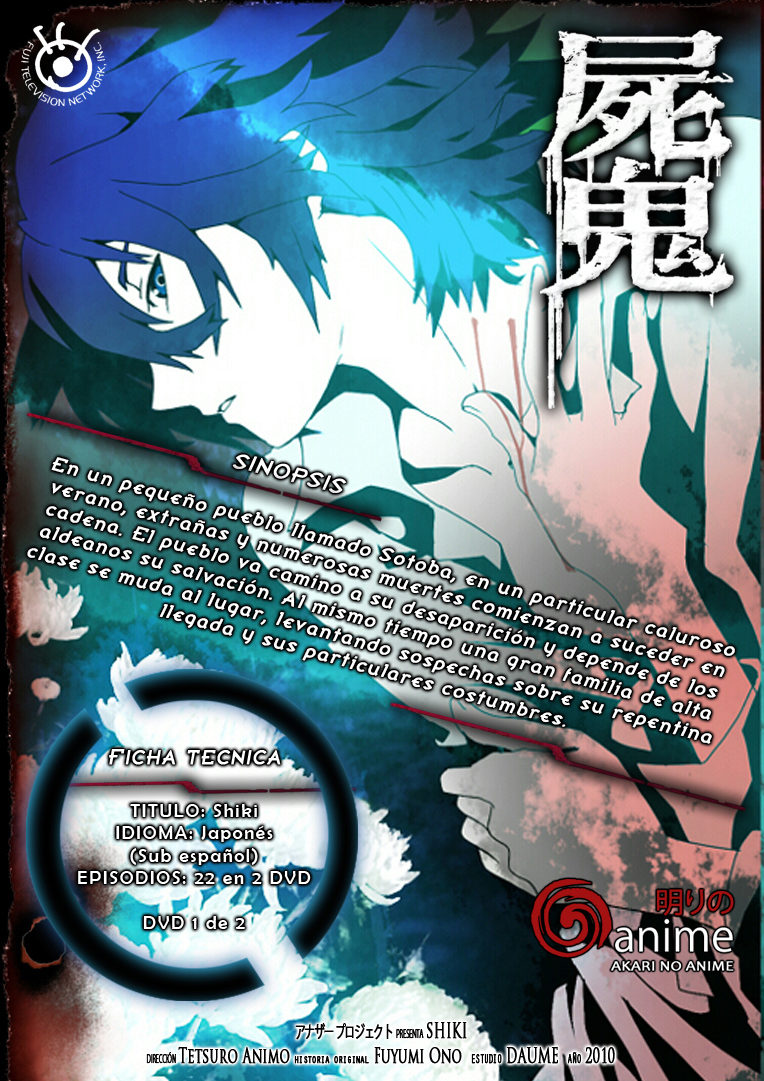 FUJI TELEVISION NETWORK, INC
屍鬼
SINOPSIS
En un pequeño pueblo llamado Sotoba, en un particular caluroso
verano, extrañas y numerosas muertes comienzan a suceder en
cadena. El pueblo va camino a su desaparición y depende de los
aldeanos su salvación. Al mismo tiempo una gran familia de alta
clase se muda al lugar, levantando sospechas sobre su repentina
llegada y sus particulares costumbres.
FICHA TECNICA
TITULO: Shiki
IDIOMA: Japonés
(Sub español)
EPISODIOS: 22 en 2 DVD
DVD 1 de 2
明りの
anime
AKARI NO ANIME
アナザープロジェクト PRESENTA SHIKI
DIRECCIÓN TETSURO ANIMO HISTORIA ORIGINAL FUYUMI ONO ESTUDIO DAUME AÑO 2010